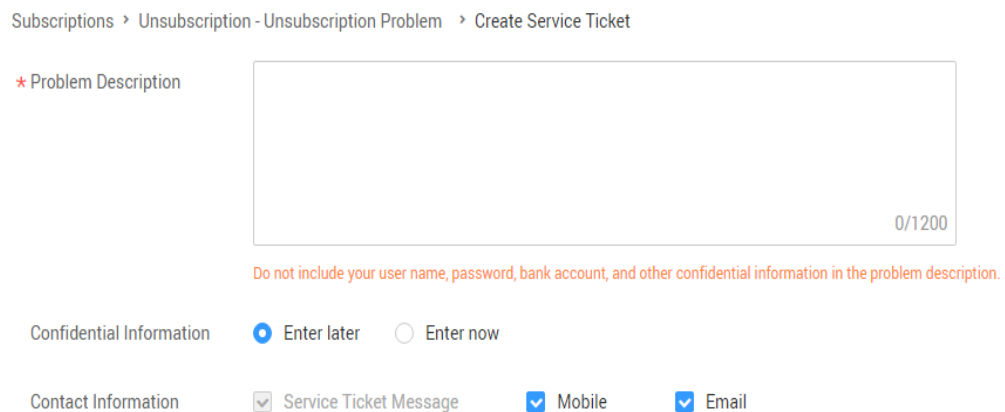 Subscriptions > Unsubscription - Unsubscription Problem > Create Service Ticket
* Problem Description
0/1200
Do not include your user name, password, bank account, and other confidential information in the problem description.
Confidential Information Enter later Enter now
Contact Information Service Ticket Message Mobile Email